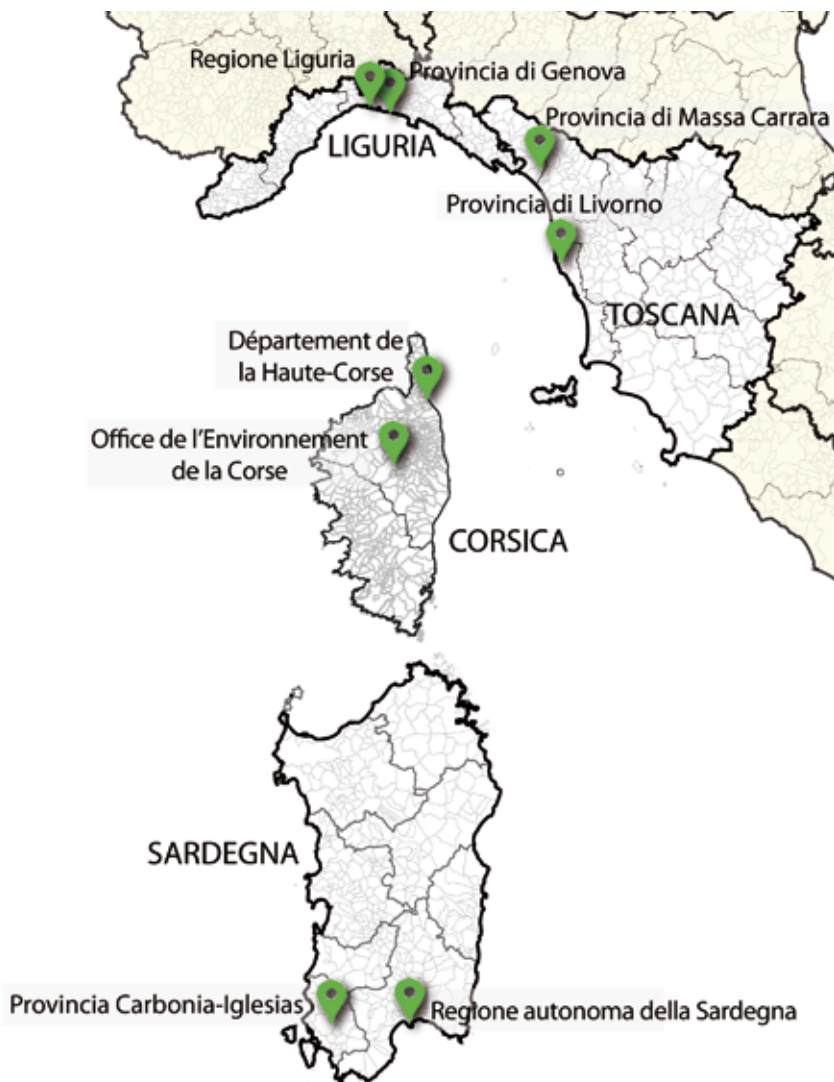 Regione Liguria
Provincia di Genova
LIGURIA
Provincia di Massa Carrara
Provincia di Livorno
TOSCANA
Département de
la Haute-Corse
Office de l'Environnement
de la Corse
CORSICA
SARDEGNA
Provincia Carbonia-Iglesias
Regione autonoma della Sardegna